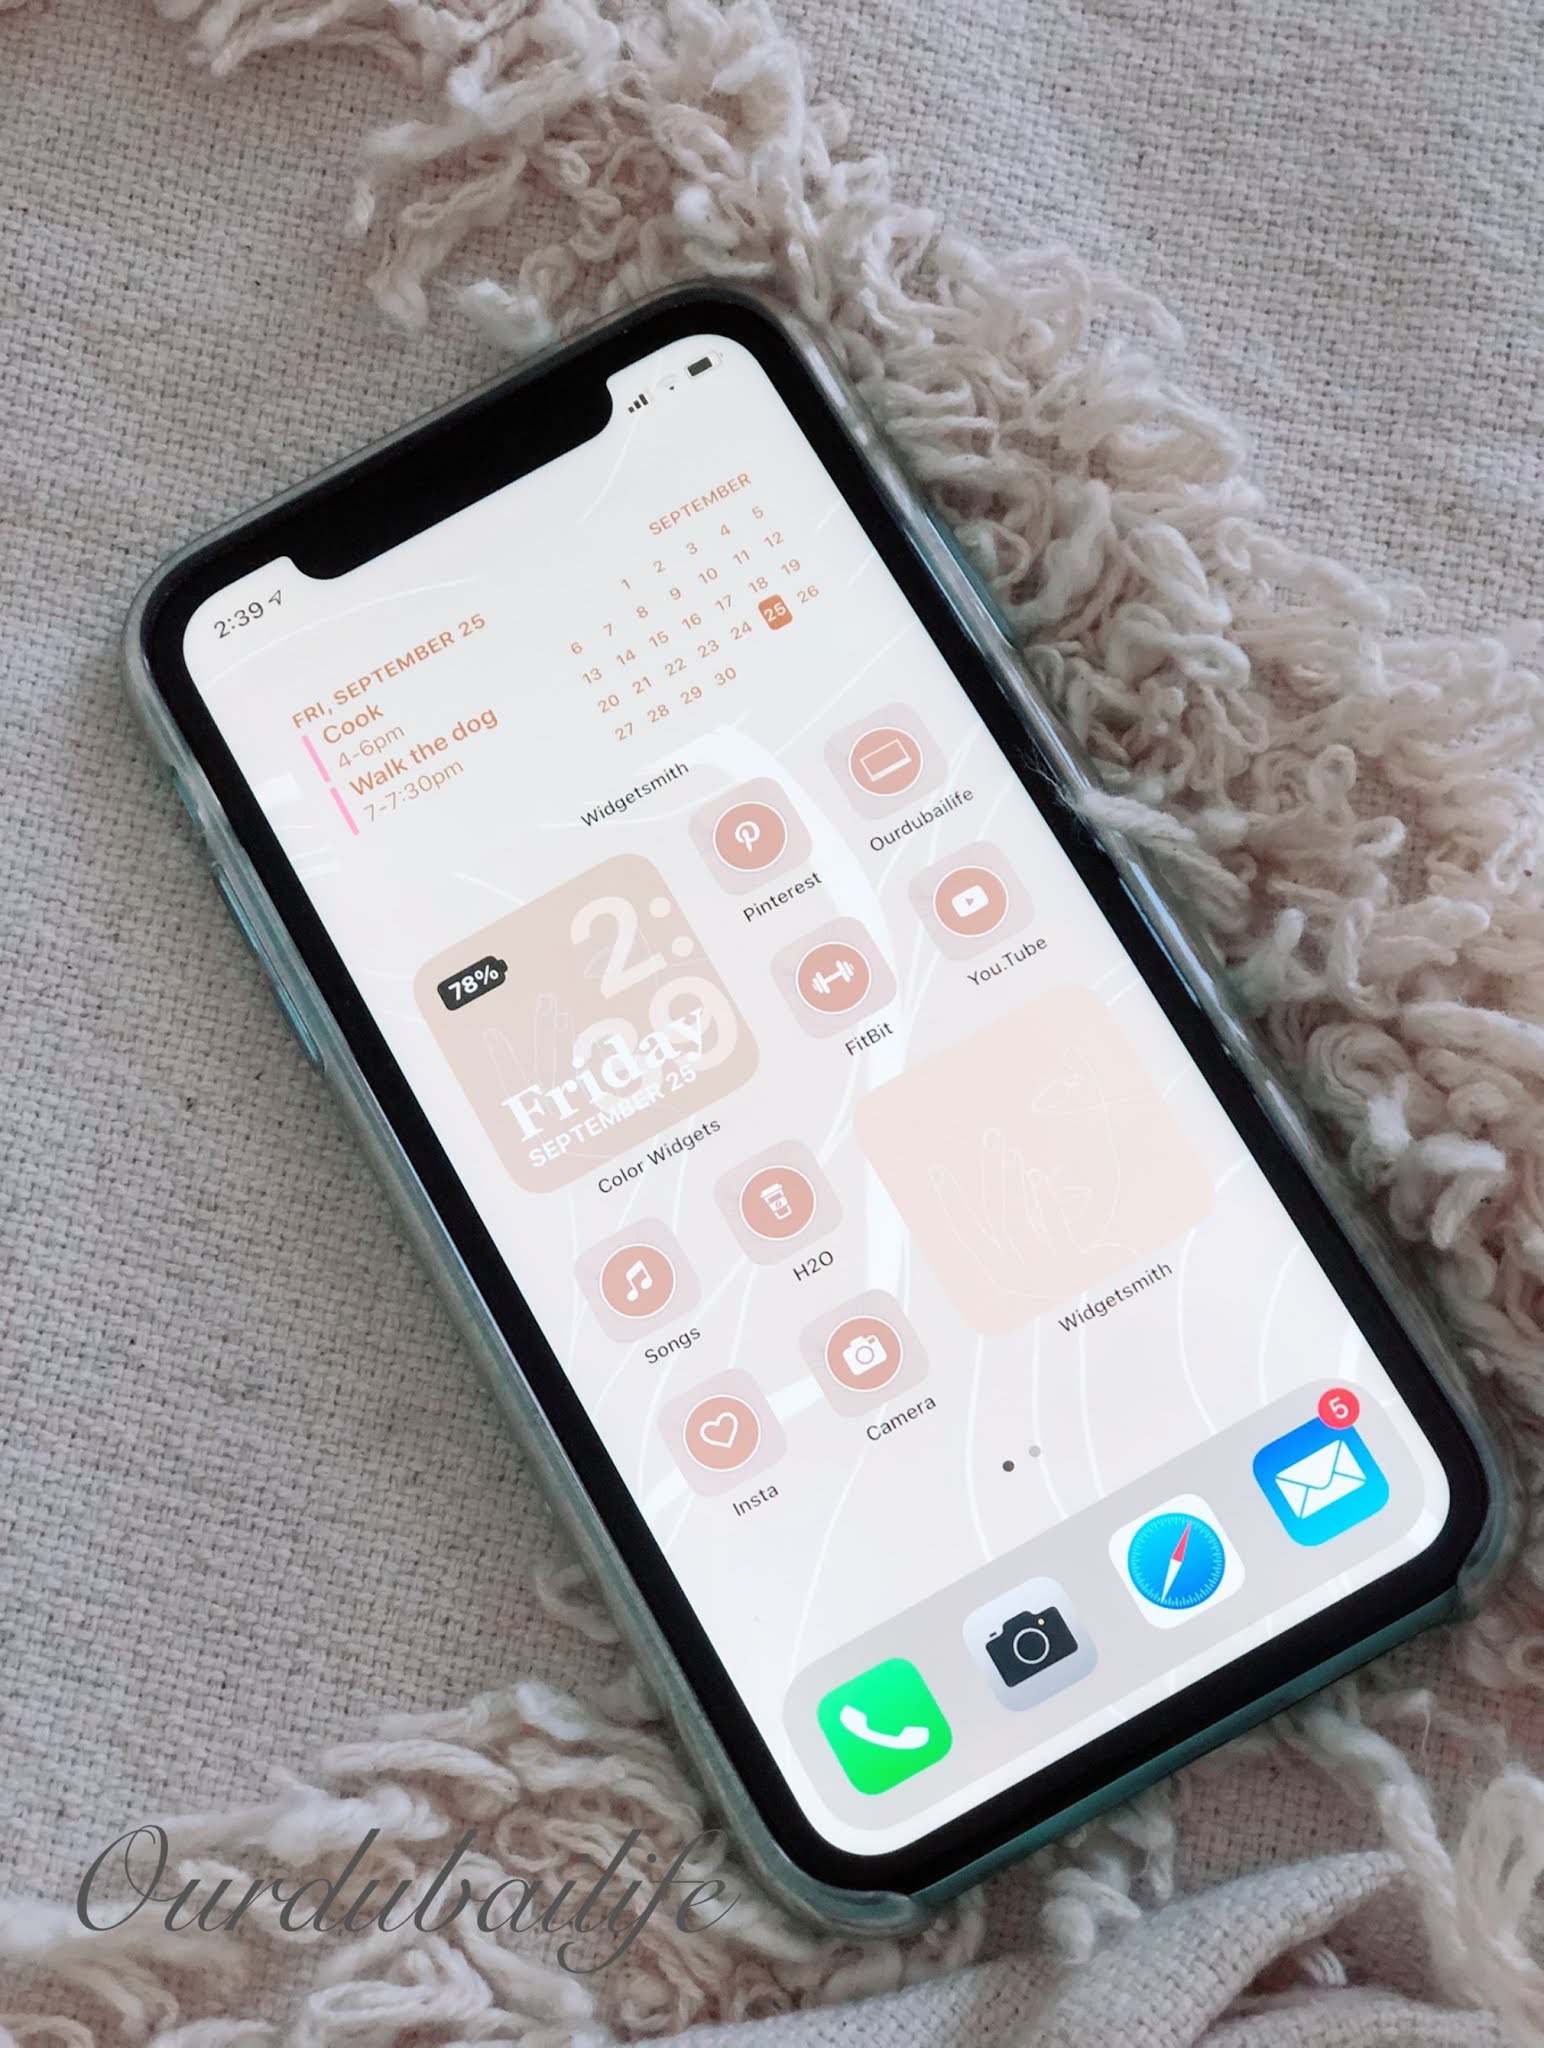 2:39
FRI, SEPTEMBER 25
Cook
4-6pm
Walk the dog
7-7:30pm
SEPTEMBER
1 2 3 4 5
6 7 8 9 10 11 12
13 14 15 16 17 18 19
20 21 22 23 24 25 26
27 28 29 30
Widgetsmith
78%
2:
39
Friday
SEPTEMBER 25
Color Widgets
Pinterest
Ourdubailife
FitBit
You.Tube
Songs
H2O
Widgetsmith
Insta
Camera
5
Ourdubailife